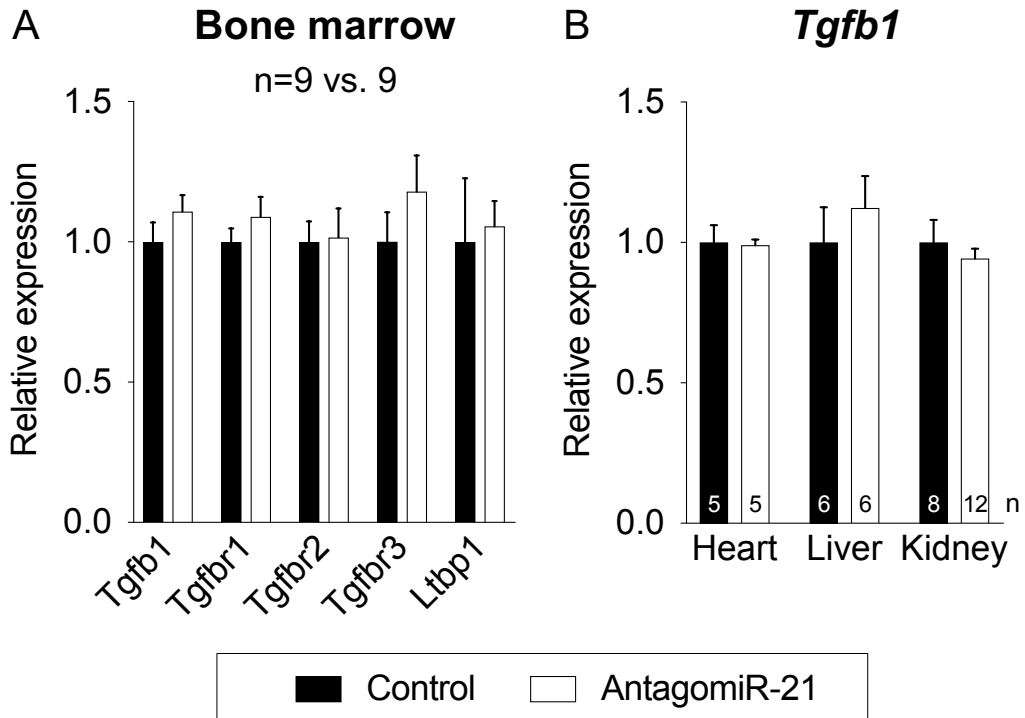 A
Bone marrow
n=9 vs. 9
Relative expression
1.5
1.0
0.5
0.0
Tgfb1
Tgfbr1
Tgfbr2
Tgfbr3
Ltbp1
B
Tgfb1
Relative expression
1.5
1.0
0.5
0.0
5 5 6 6 8 12 n
Heart Liver Kidney
Control AntagomiR-21